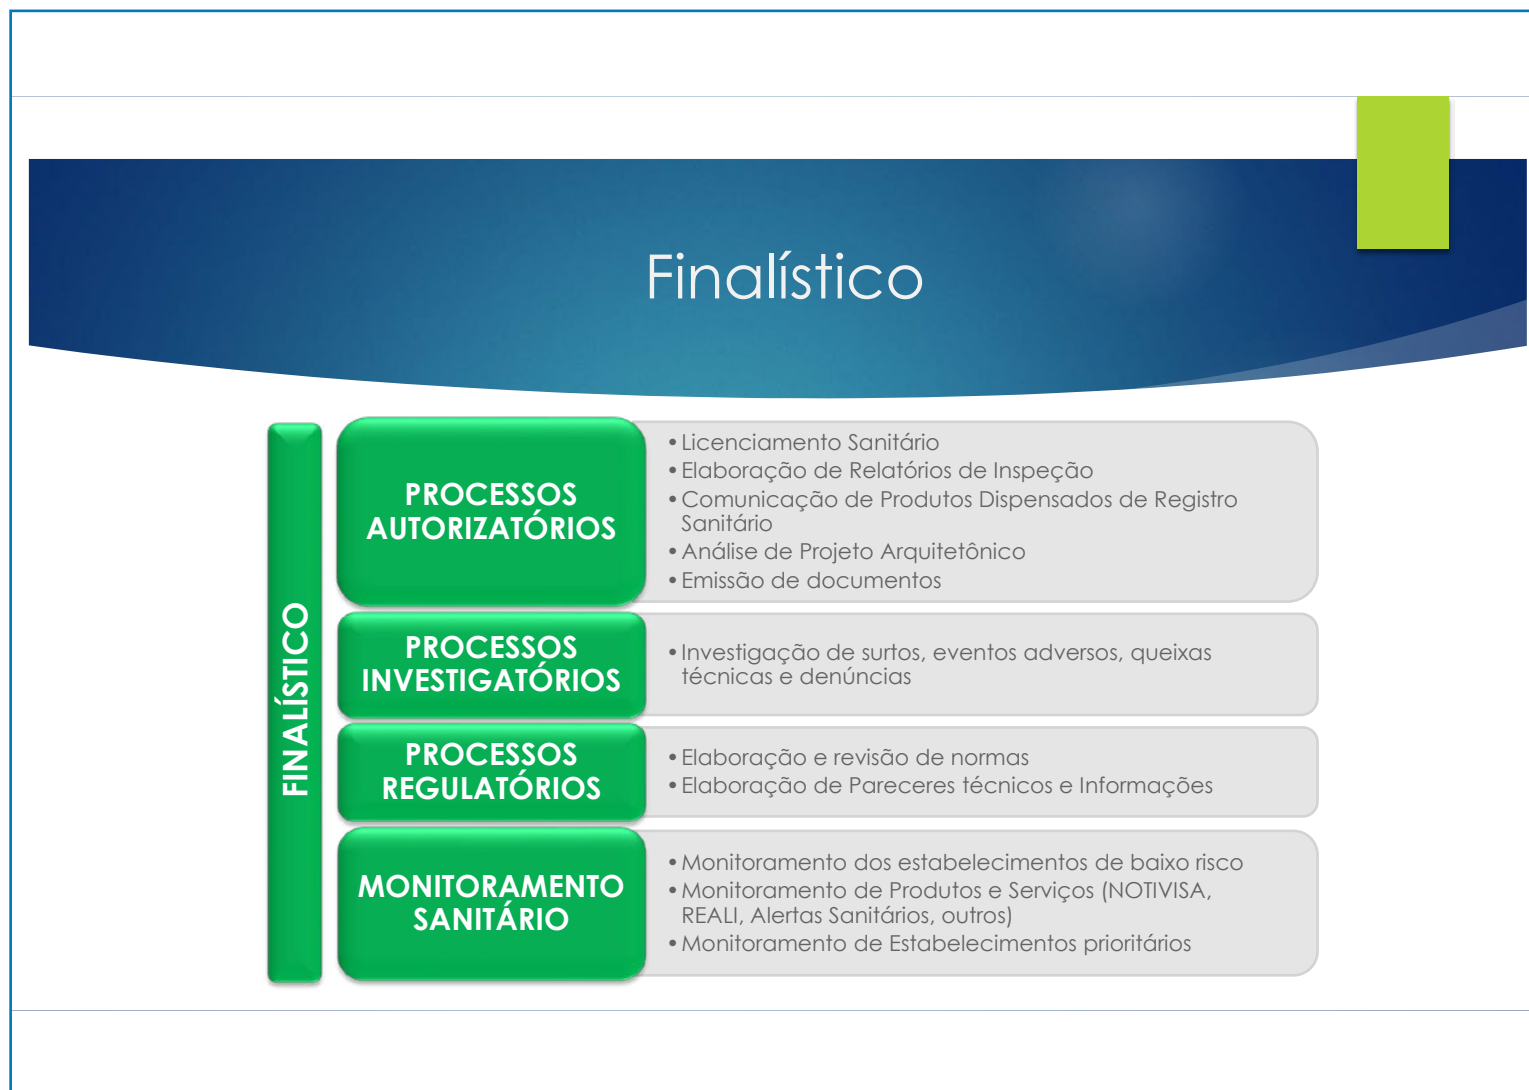 Finalístico
FINALÍSTICO
PROCESSOS
AUTORIZATÓRIOS
•Licenciamento Sanitário
•Elaboração de Relatórios de Inspeção
•Comunicação de Produtos Dispensados de Registro
Sanitário
•Análise de Projeto Arquitetônico
•Emissão de documentos
PROCESSOS
INVESTIGATÓRIOS
•Investigação de surtos, eventos adversos, queixas
técnicas e denúncias
PROCESSOS
REGULATÓRIOS
•Elaboração e revisão de normas
•Elaboração de Pareceres técnicos e Informações
MONITORAMENTO
SANITÁRIO
•Monitoramento dos estabelecimentos de baixo risco
•Monitoramento de Produtos e Serviços (NOTIVISA,
REALI, Alertas Sanitários, outros)
•Monitoramento de Estabelecimentos prioritários